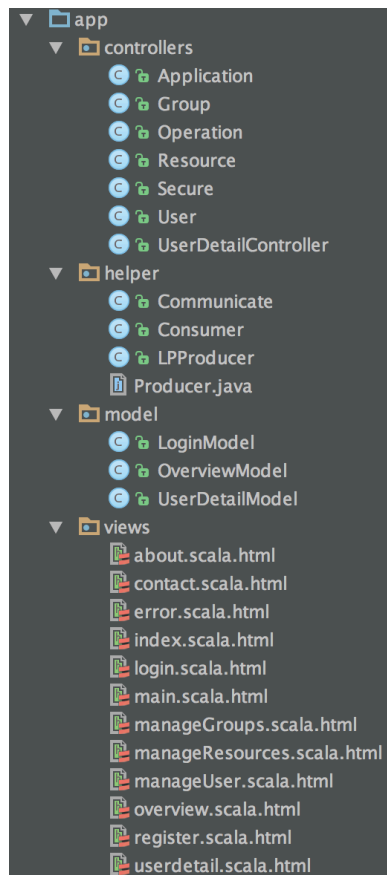 app
controllers
Application
Group
Operation
Resource
Secure
User
UserDetailController
helper
Communicate
Consumer
LPPProducer
Producer.java
model
LoginModel
OverviewModel
UserDetailModel
views
about.scala.html
contact.scala.html
error.scala.html
index.scala.html
login.scala.html
main.scala.html
manageGroups.scala.html
manageResources.scala.html
manageUser.scala.html
overview.scala.html
register.scala.html
userdetail.scala.html